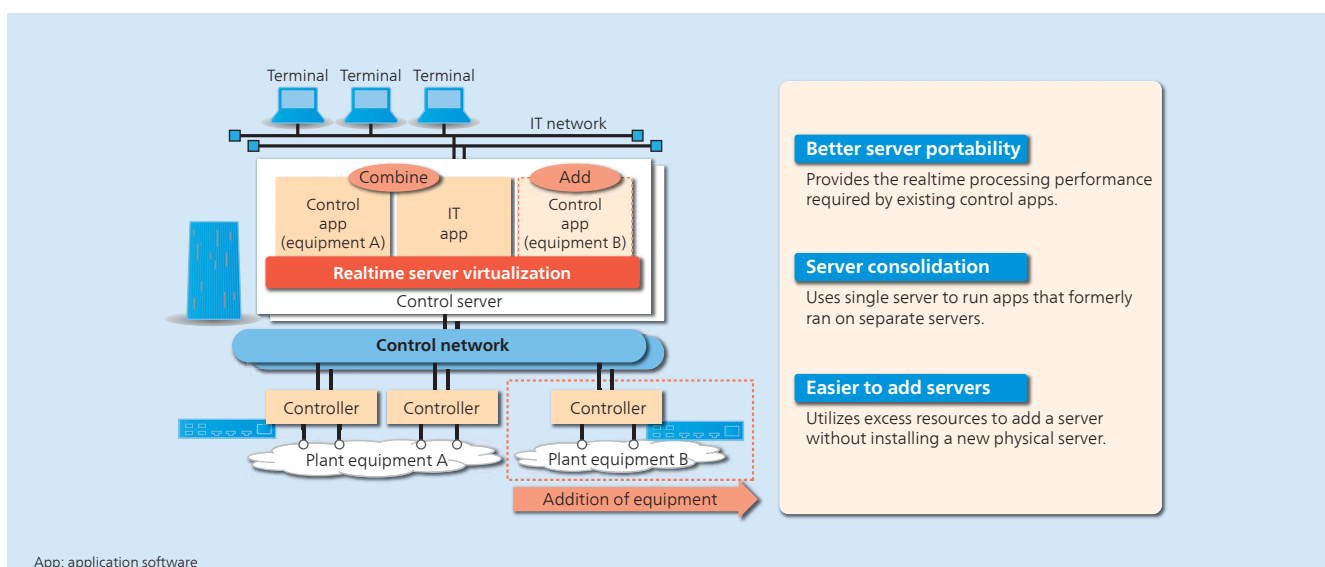 Terminal Terminal Terminal
IT network
Combine
Add
Control
app
(equipment A)
IT
app
Control
app
(equipment B)
Realtime server virtualization
Control server
Control network
Controller
Controller
Controller
Plant equipment A
Plant equipment B
Addition of equipment
Better server portability
Provides the realtime processing performance
required by existing control apps.
Server consolidation
Uses single server to run apps that formerly
ran on separate servers.
Easier to add servers
Utilizes excess resources to add a server
without installing a new physical server.
App: application software